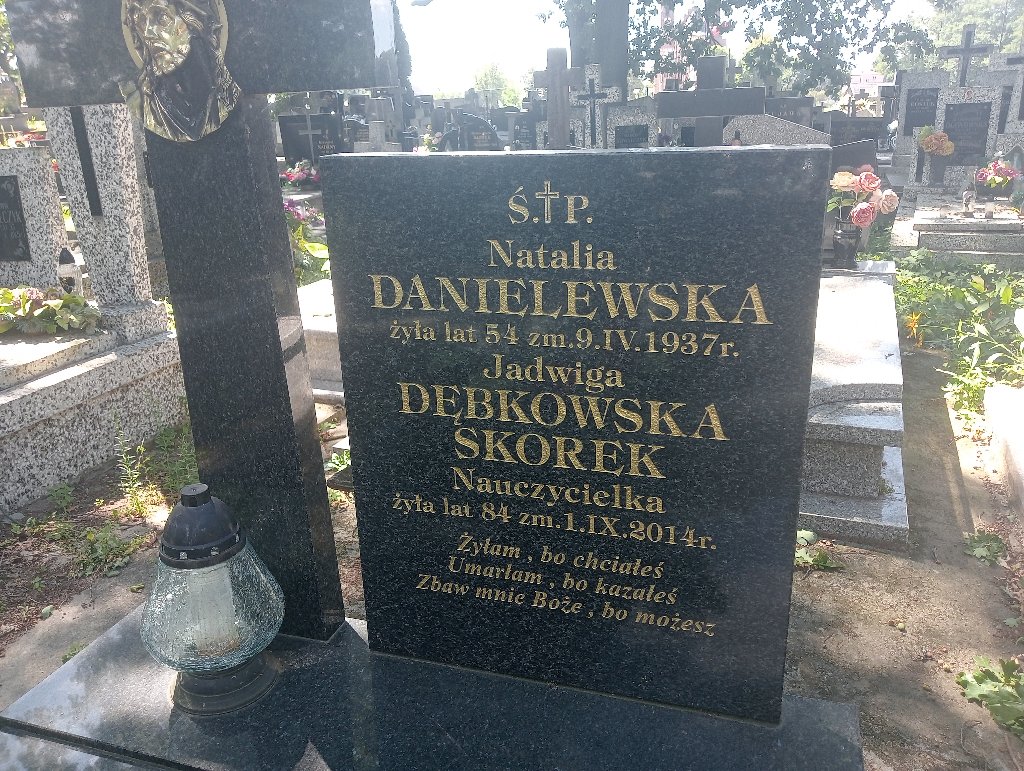 Ś.†P.
Natalia
DANIELEWSKA
żyła lat 54 zm.9.IV.1937r.
Jadwiga
DĘBKOWSKA
SKOREK
Nauczycielka
żyła lat 84 zm.1.IX.2014r.
Żyłam , bo chciałeś
Umarłam , bo kazałeś
Zbaw mnie Boże , bo możesz